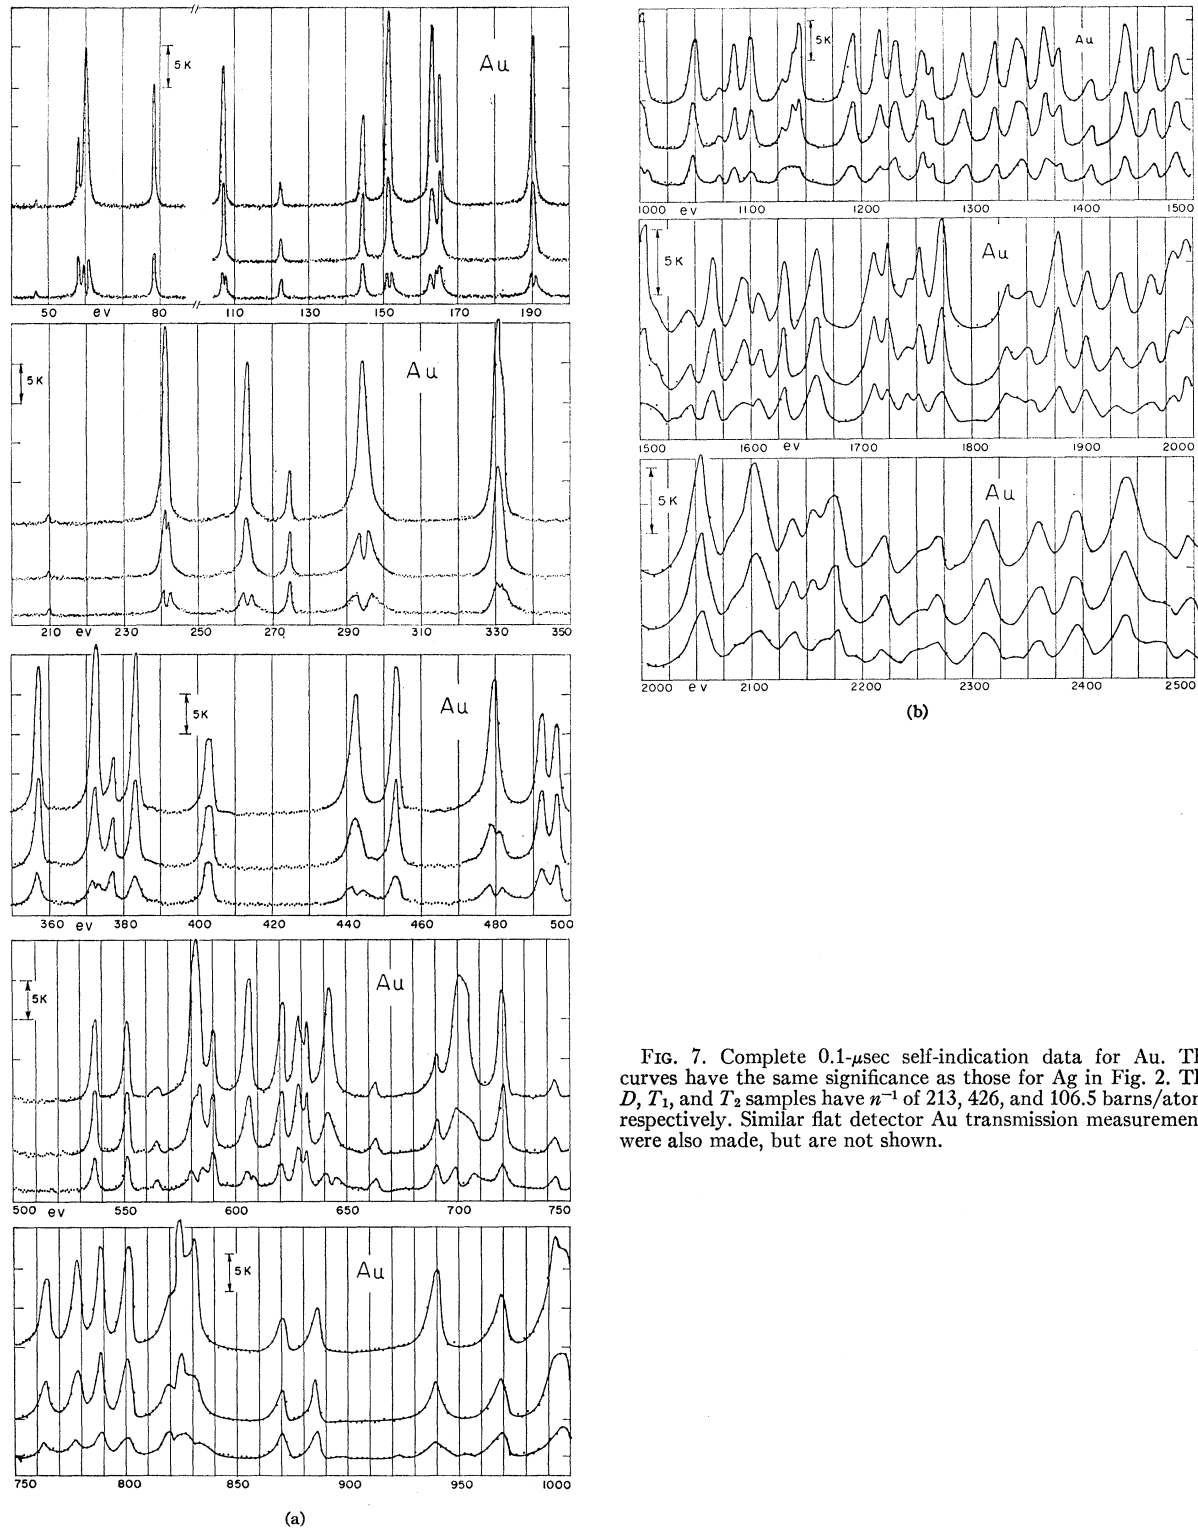 Au
5K
50 ev 80 110 130 150 170 190
Au
5K
210 ev 230 250 270 290 310 330 350
Au
5K
360 ev 380 400 420 440 460 480 500
Au
5K
500 ev 550 600 650 700 750
Au
5K
750 800 850 900 950 1000
(a)
Au
5K
1000 ev 1100 1200 1300 1400 1500
Au
5K
1500 1600 ev 1700 1800 1900 2000
Au
5K
2000 ev 2100 2200 2300 2400 2500
(b)
FIG. 7. Complete 0.1-μsec self-indication data for Au. Th
curves have the same significance as those for Ag in Fig. 2. Th
D, T₁, and T₂ samples have n⁻¹ of 213, 426, and 106.5 barns/atom
respectively. Similar flat detector Au transmission measuremen
were also made, but are not shown.